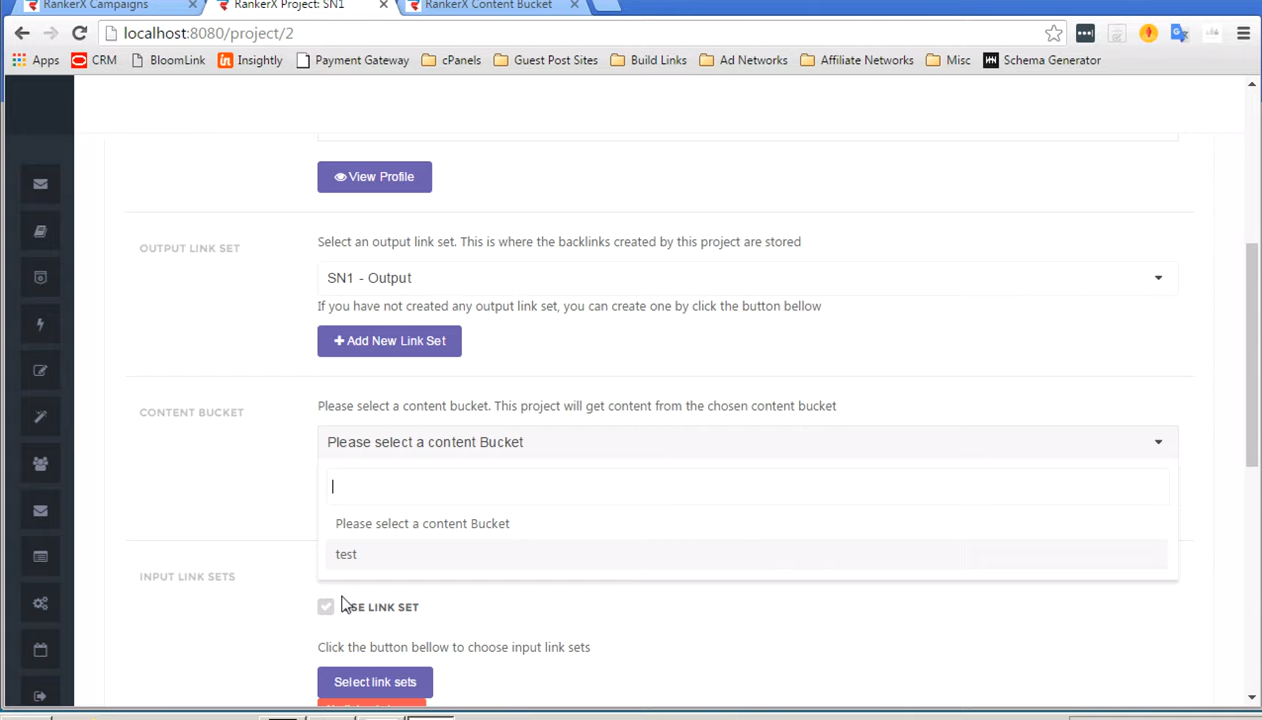 RankerX Campaigns × RankerX Project: SN1 × RankerX Content Bucket ×
localhost:8080/project/2
Apps CRM BloomLink Insightly Payment Gateway cPanels Guest Post Sites Build Links Ad Networks Affiliate Networks Misc Schema Generator
View Profile
OUTPUT LINK SET
Select an output link set. This is where the backlinks created by this project are stored
SN1 - Output
If you have not created any output link set, you can create one by click the button bellow
+ Add New Link Set
CONTENT BUCKET
Please select a content bucket. This project will get content from the chosen content bucket
Please select a content Bucket
Please select a content Bucket
test
INPUT LINK SETS
SE LINK SET
Click the button bellow to choose input link sets
Select link sets